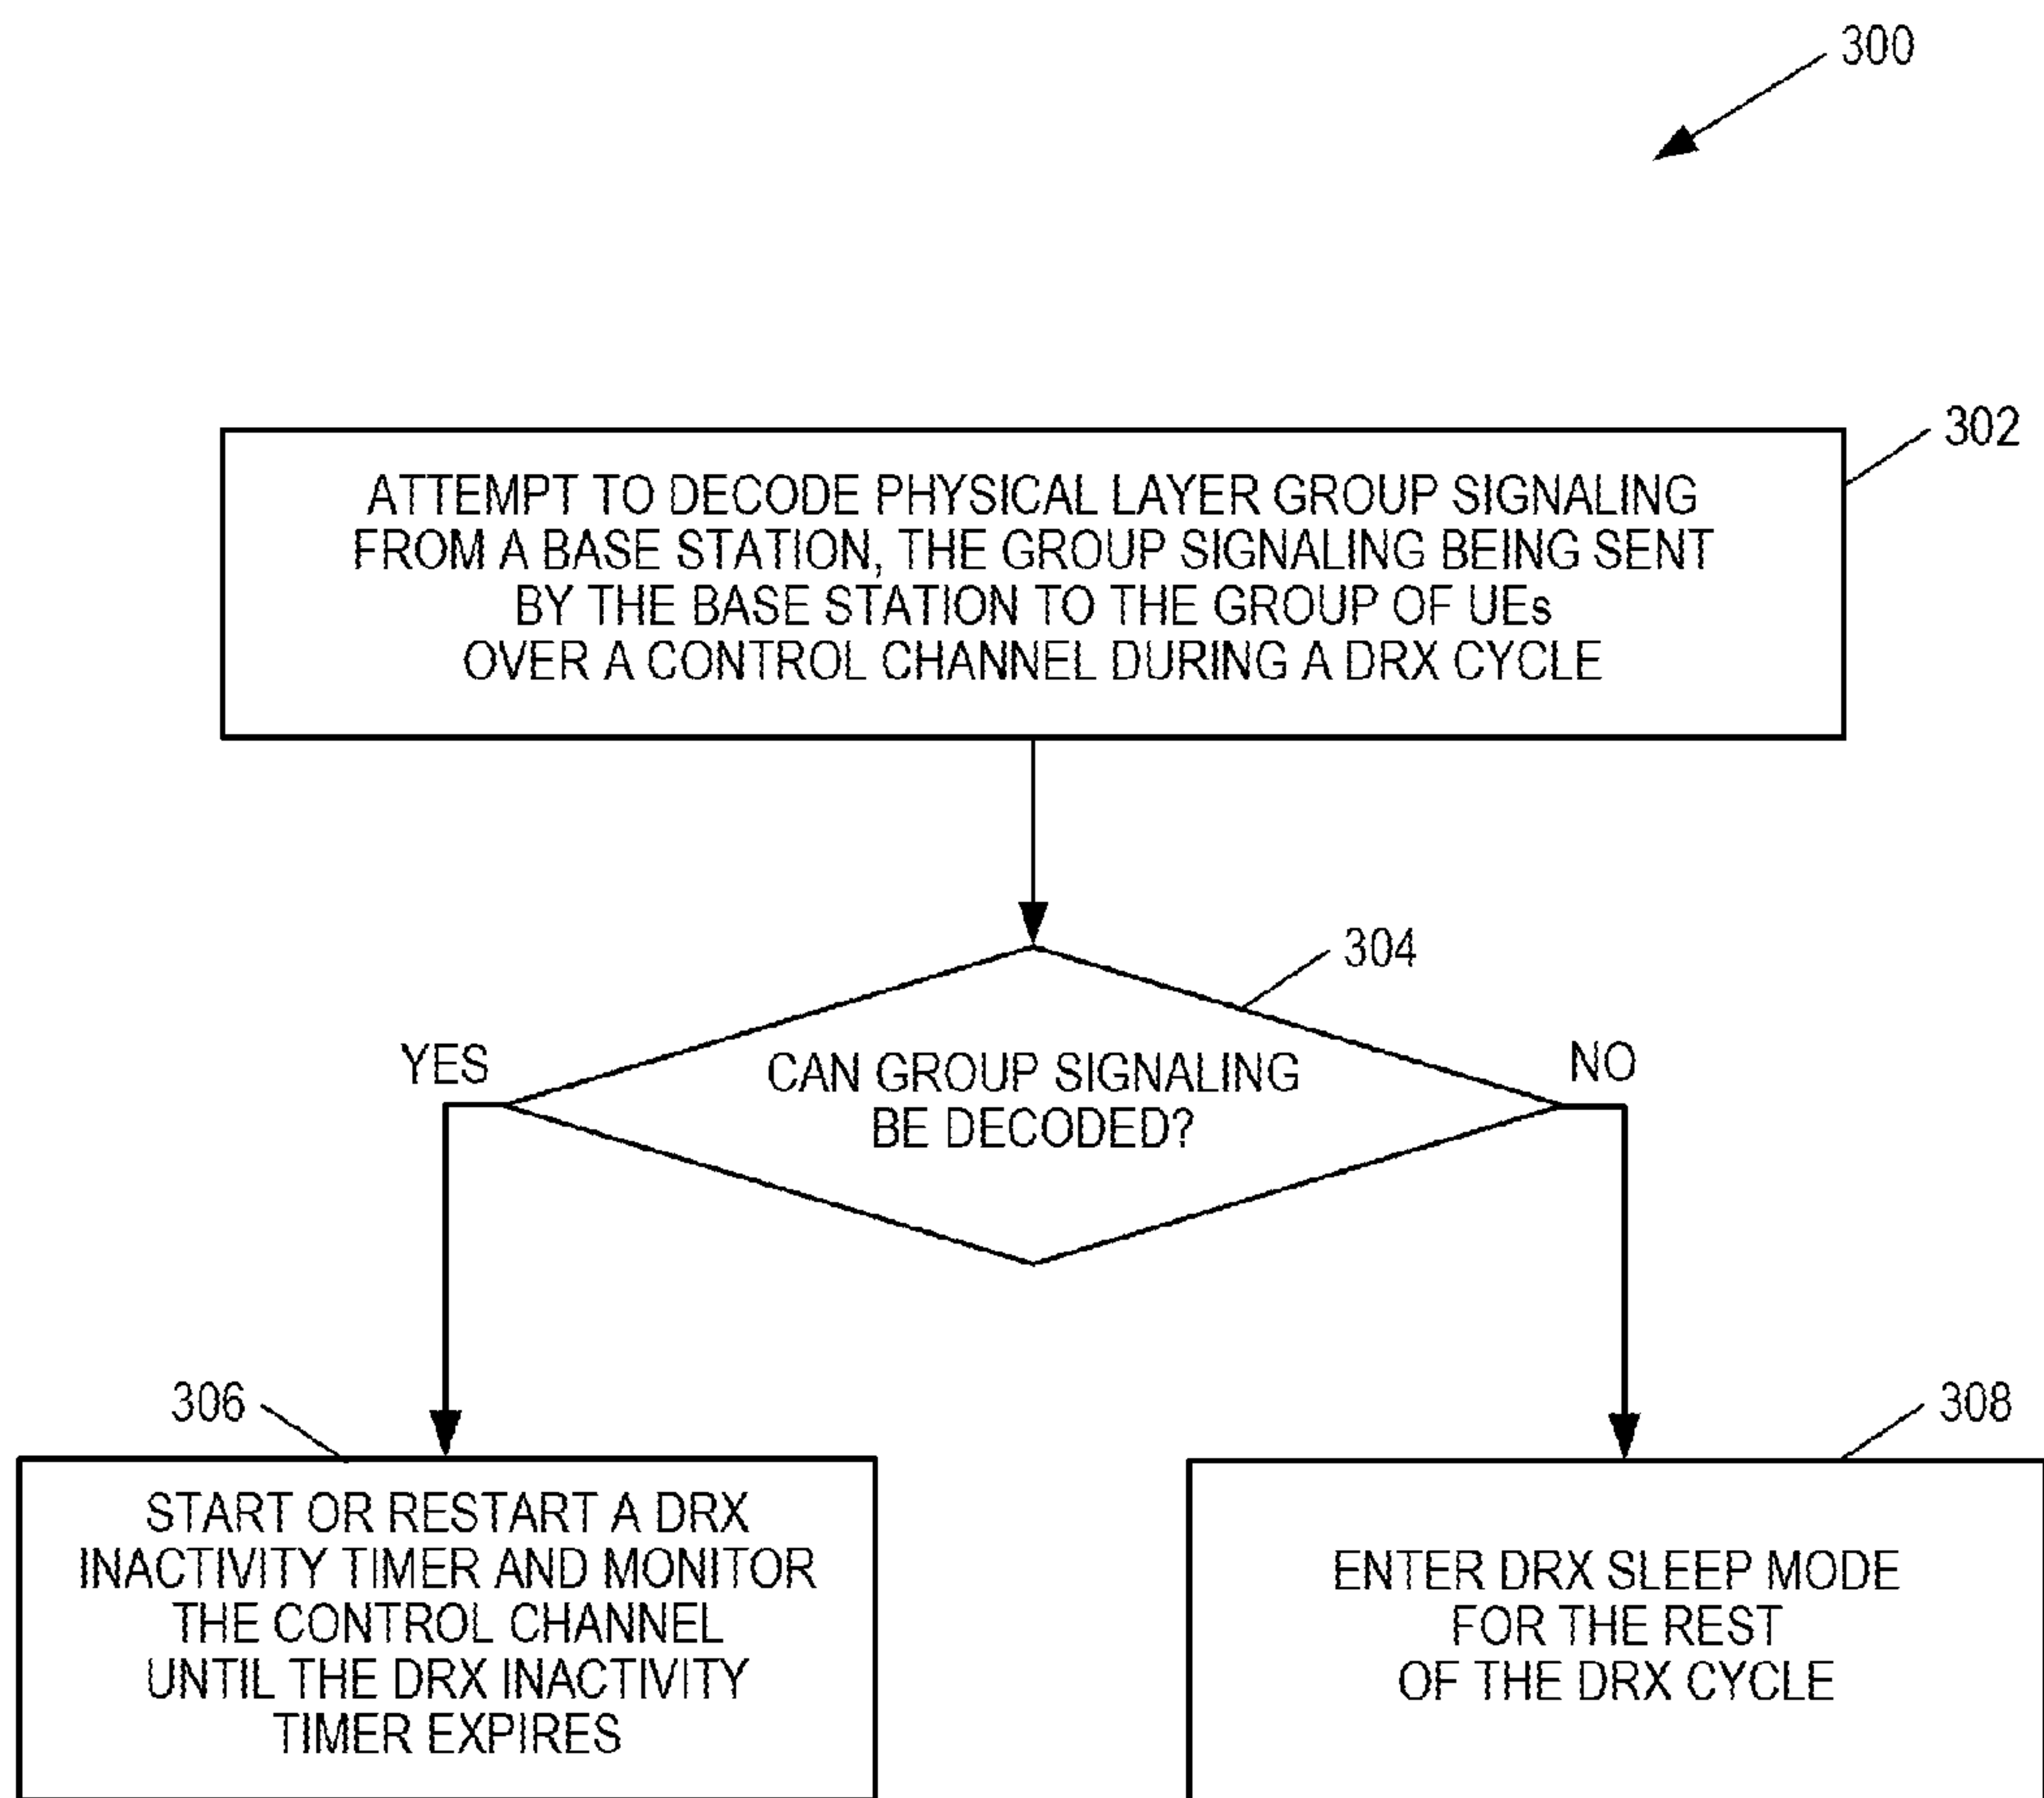 300
302
ATTEMPT TO DECODE PHYSICAL LAYER GROUP SIGNALING
FROM A BASE STATION, THE GROUP SIGNALING BEING SENT
BY THE BASE STATION TO THE GROUP OF UEs
OVER A CONTROL CHANNEL DURING A DRX CYCLE
304
YES
CAN GROUP SIGNALING
BE DECODED?
NO
306
START OR RESTART A DRX
INACTIVITY TIMER AND MONITOR
THE CONTROL CHANNEL
UNTIL THE DRX INACTIVITY
TIMER EXPIRES
308
ENTER DRX SLEEP MODE
FOR THE REST
OF THE DRX CYCLE